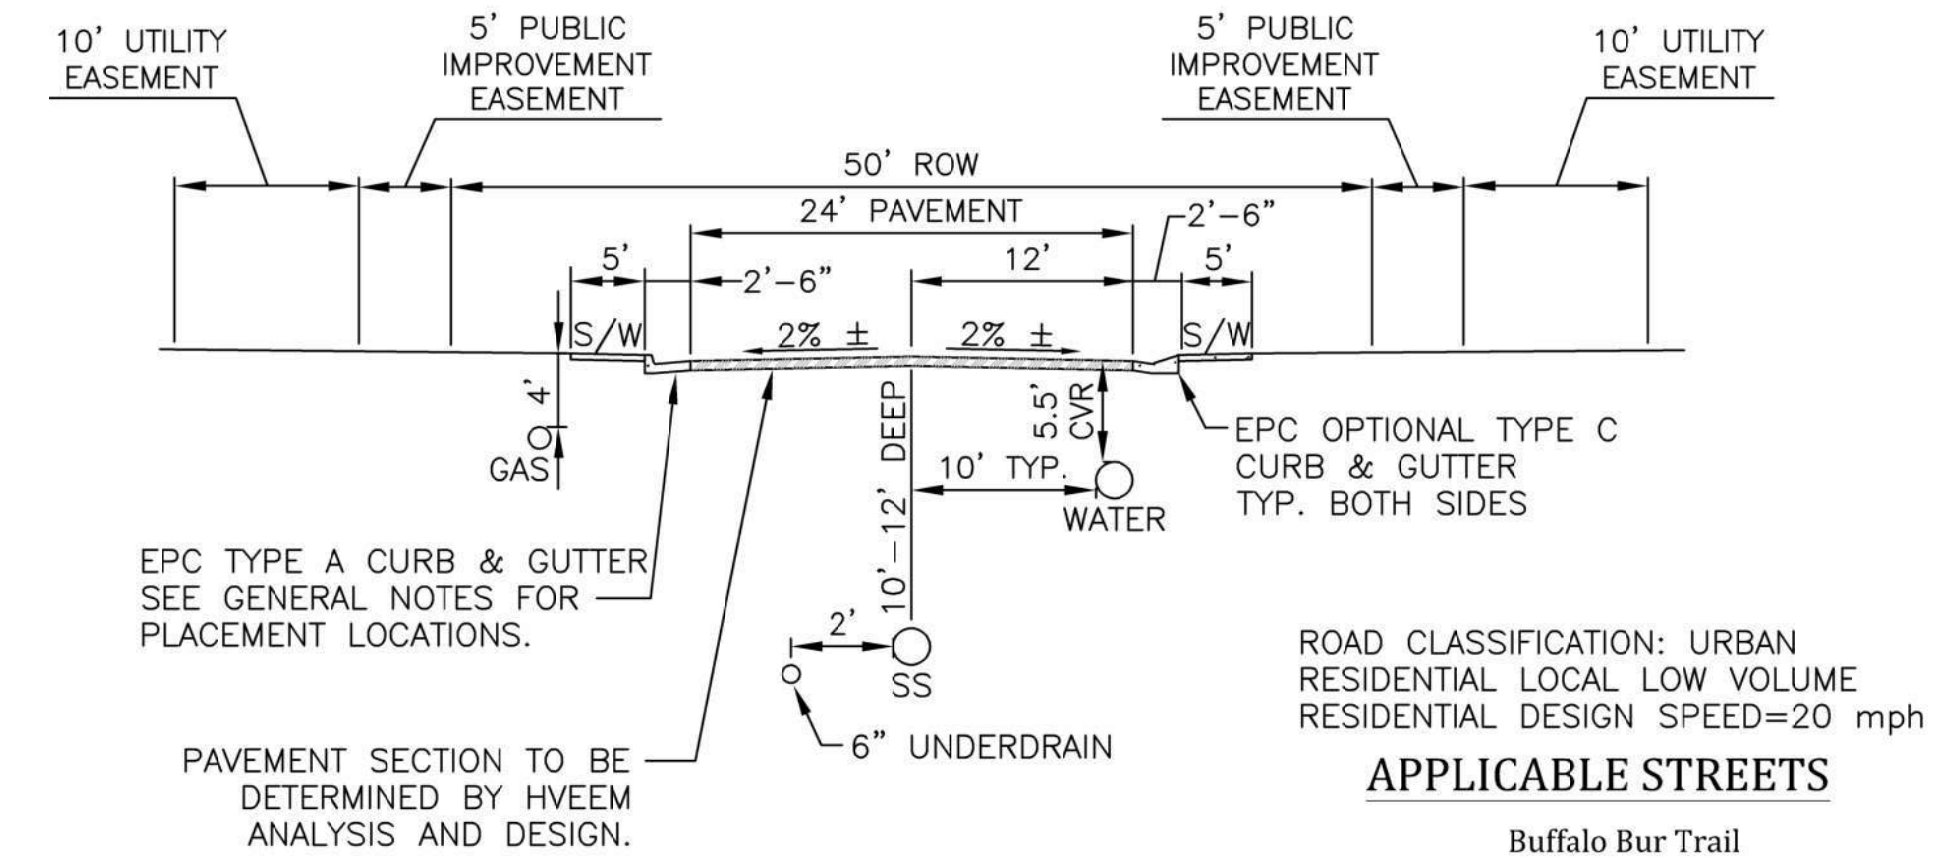 10’ UTILITY
EASEMENT
5’ PUBLIC
IMPROVEMENT
EASEMENT
5’ PUBLIC
IMPROVEMENT
EASEMENT
10’ UTILITY
EASEMENT
50’ ROW
24’ PAVEMENT
2’-6”
5’
2’-6”
12’
5’
S/W
2% ±
2% ±
S/W
4’
GAS
10’-12’ DEEP
5.5’
CVR
10’ TYP.
WATER
EPC OPTIONAL TYPE C
CURB & GUTTER
TYP. BOTH SIDES
EPC TYPE A CURB & GUTTER
SEE GENERAL NOTES FOR
PLACEMENT LOCATIONS.
2’
SS
6” UNDERDRAIN
PAVEMENT SECTION TO BE
DETERMINED BY HVEEM
ANALYSIS AND DESIGN.
ROAD CLASSIFICATION: URBAN
RESIDENTIAL LOCAL LOW VOLUME
RESIDENTIAL DESIGN SPEED=20 mph
APPLICABLE STREETS
Buffalo Bur Trail